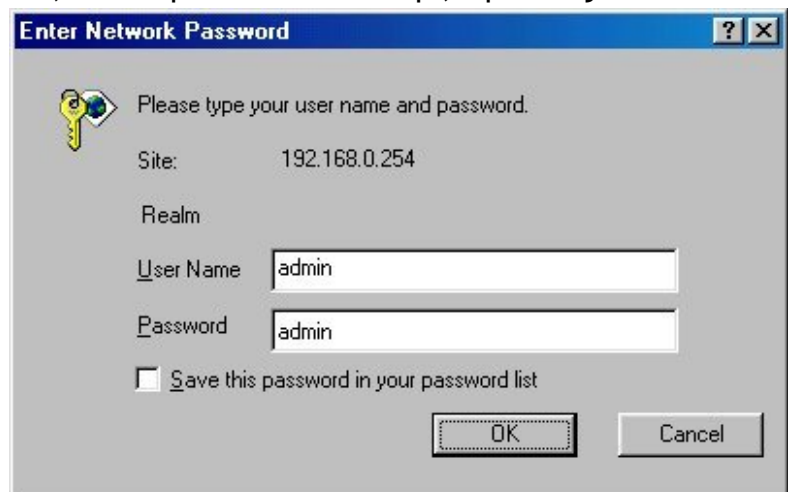 Enter Network Password
Please type your user name and password.
Site: 192.168.0.254
Realm
User Name admin
Password admin
Save this password in your password list
OK Cancel